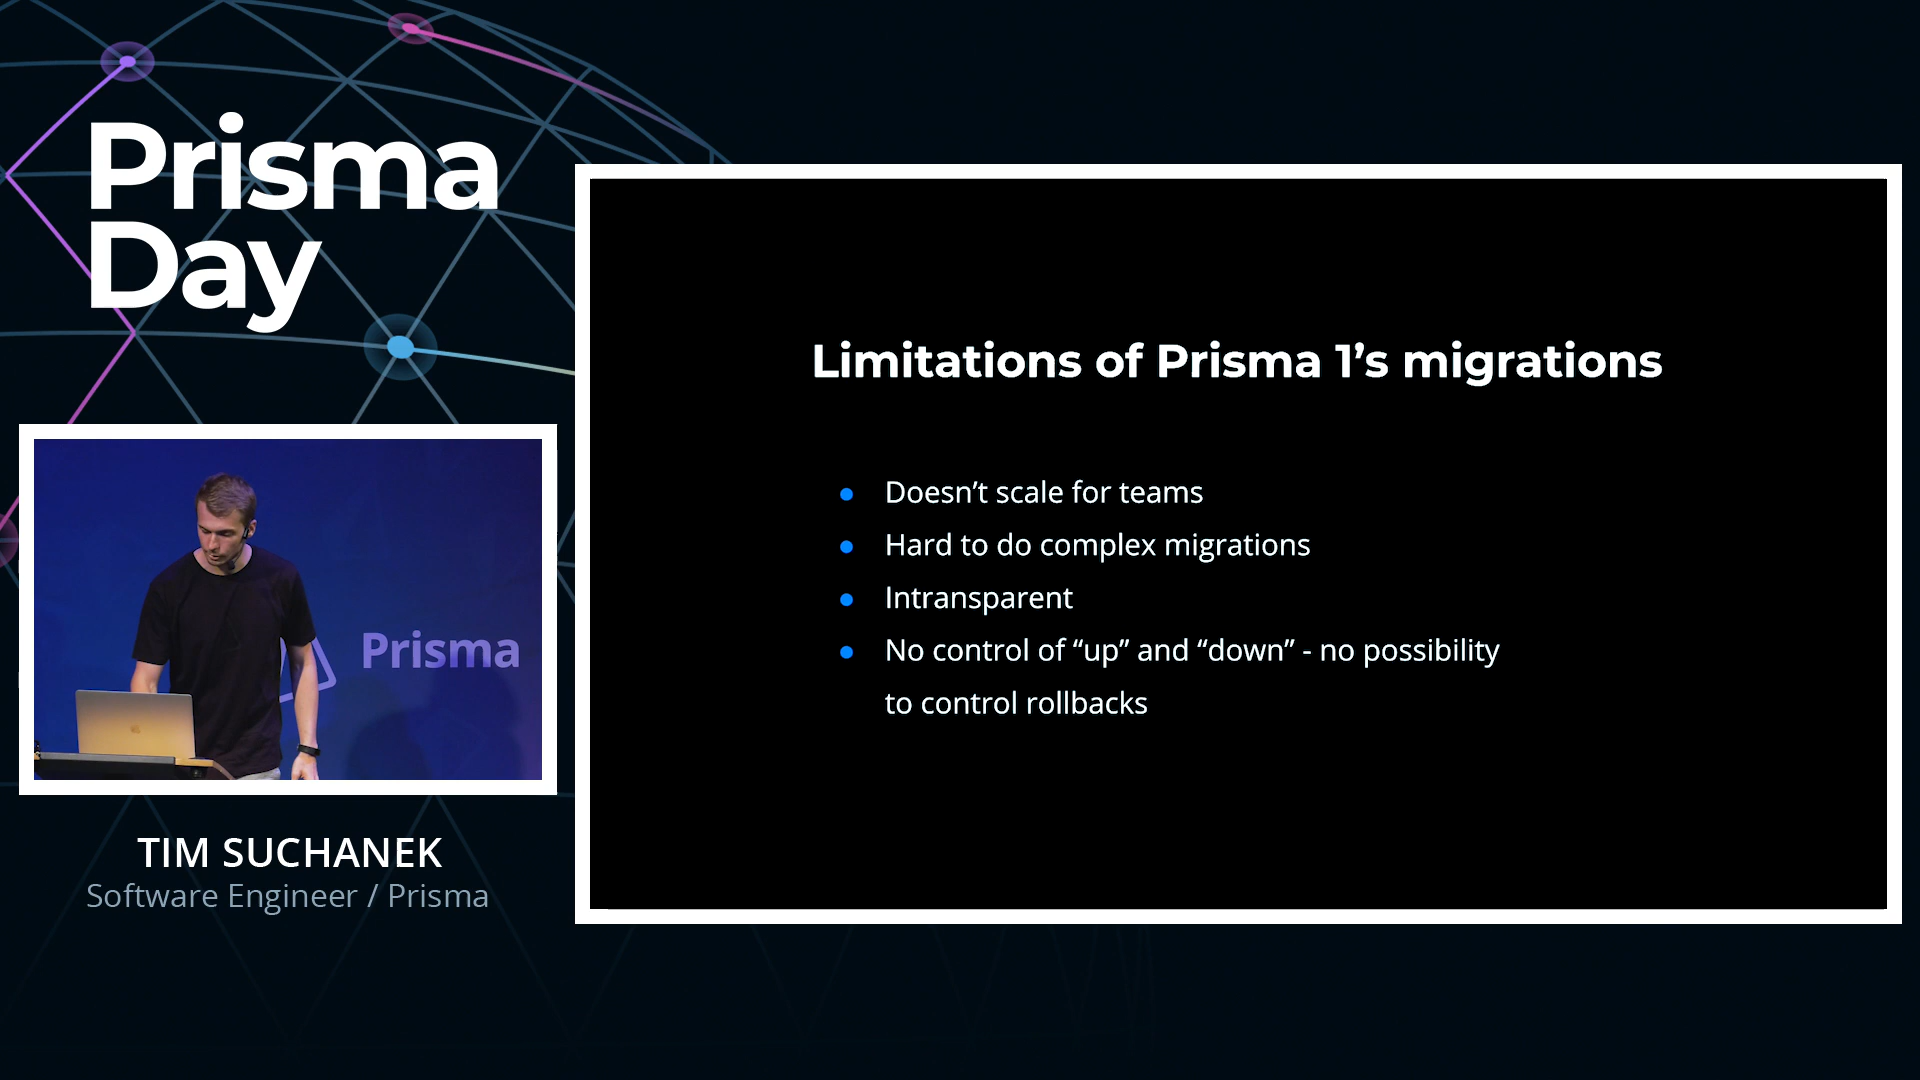 Prisma
Day
Limitations of Prisma 1’s migrations
Doesn’t scale for teams
Hard to do complex migrations
Intransparent
No control of “up” and “down” - no possibility
to control rollbacks
Prisma
TIM SUCHANEK
Software Engineer / Prisma